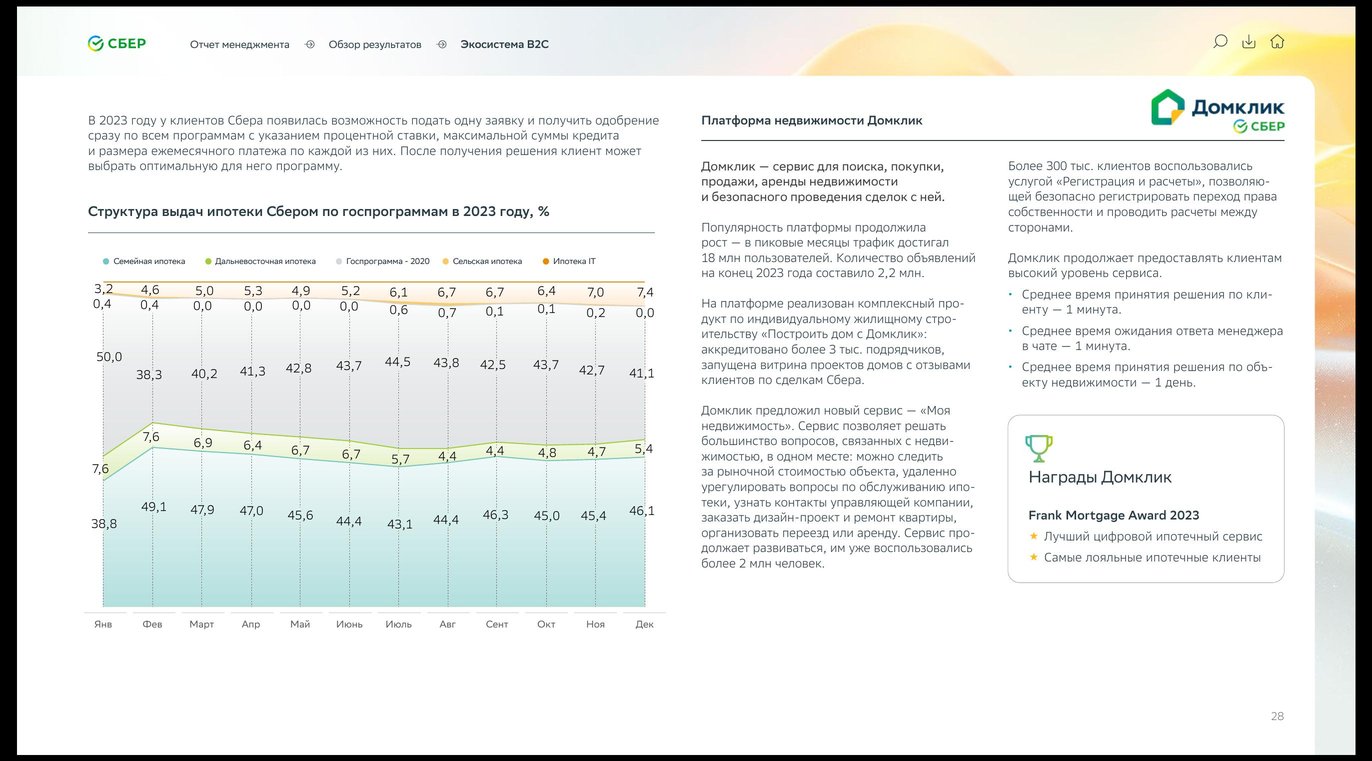 СБЕР
Отчет менеджмента
Обзор результатов
Экосистема B2C
В 2023 году у клиентов Сбера появилась возможность подать одну заявку и получить одобрение
сразу по всем программам с указанием процентной ставки, максимальной суммы кредита
и размера ежемесячного платежа по каждой из них. После получения решения клиент может
выбрать оптимальную для него программу.
Структура выдач ипотеки Сбером по госпрограммам в 2023 году, %
Семейная ипотека Дальневосточная ипотека Госпрограмма - 2020 Сельская ипотека Ипотека IT
3,2 4,6 5,0 5,3 4,9 5,2 6,1 6,7 6,7 6,4 7,0 7,4
0,4 0,4 0,0 0,0 0,0 0,0 0,6 0,7 0,1 0,1 0,2 0,0
50,0 38,3 40,2 41,3 42,8 43,7 44,5 43,8 42,5 43,7 42,7 41,1
7,6 7,6 6,9 6,4 6,7 6,7 5,7 4,4 4,4 4,8 4,7 5,4
38,8 49,1 47,9 47,0 45,6 44,4 43,1 44,4 46,3 45,0 45,4 46,1
Янв Фев Март Апр Май Июнь Июль Авг Сент Окт Ноя Дек
Платформа недвижимости Домклик
Домклик
СБЕР
Домклик — сервис для поиска, покупки,
продажи, аренды недвижимости
и безопасного проведения сделок с ней.
Популярность платформы продолжила
рост — в пиковые месяцы трафик достигал
18 млн пользователей. Количество объявлений
на конец 2023 года составило 2,2 млн.
На платформе реализован комплексный про-
дукт по индивидуальному жилищному стро-
ительству «Построить дом с Домклик»:
аккредитовано более 3 тыс. подрядчиков,
запущена витрина проектов домов с отзывами
клиентов по сделкам Сбера.
Домклик предложил новый сервис — «Моя
недвижимость». Сервис позволяет решать
большинство вопросов, связанных с недви-
жимостью, в одном месте: можно следить
за рыночной стоимостью объекта, удаленно
урегулировать вопросы по обслуживанию ипо-
теки, узнать контакты управляющей компании,
заказать дизайн-проект и ремонт квартиры,
организовать переезд или аренду. Сервис про-
должает развиваться, им уже воспользовались
более 2 млн человек.
Более 300 тыс. клиентов воспользовались
услугой «Регистрация и расчеты», позволяю-
щей безопасно регистрировать переход права
собственности и проводить расчеты между
сторонами.
Домклик продолжает предоставлять клиентам
высокий уровень сервиса.
• Среднее время принятия решения по кли-
енту — 1 минута.
• Среднее время ожидания ответа менеджера
в чате — 1 минута.
• Среднее время принятия решения по объ-
екту недвижимости — 1 день.
Награды Домклик
Frank Mortgage Award 2023
Лучший цифровой ипотечный сервис
Самые лояльные ипотечные клиенты
28